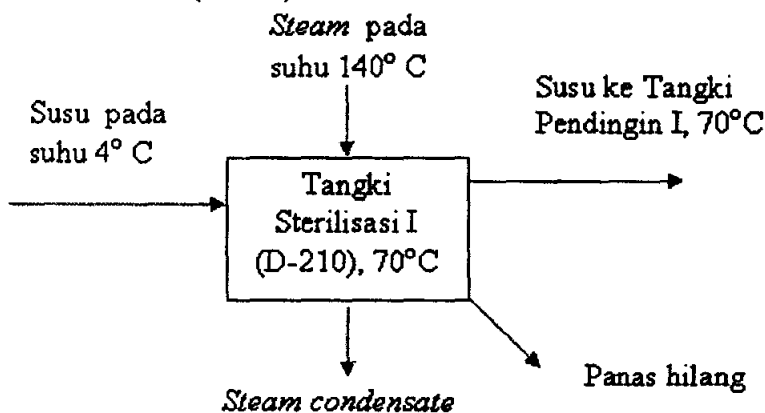 Steam pada
suhu 140° C
Susu pada
suhu 4° C
Susu ke Tangki
Pendingin I, 70°C
Tangki
Sterilisasi I
(D-210), 70°C
Panas hilang
Steam condensate